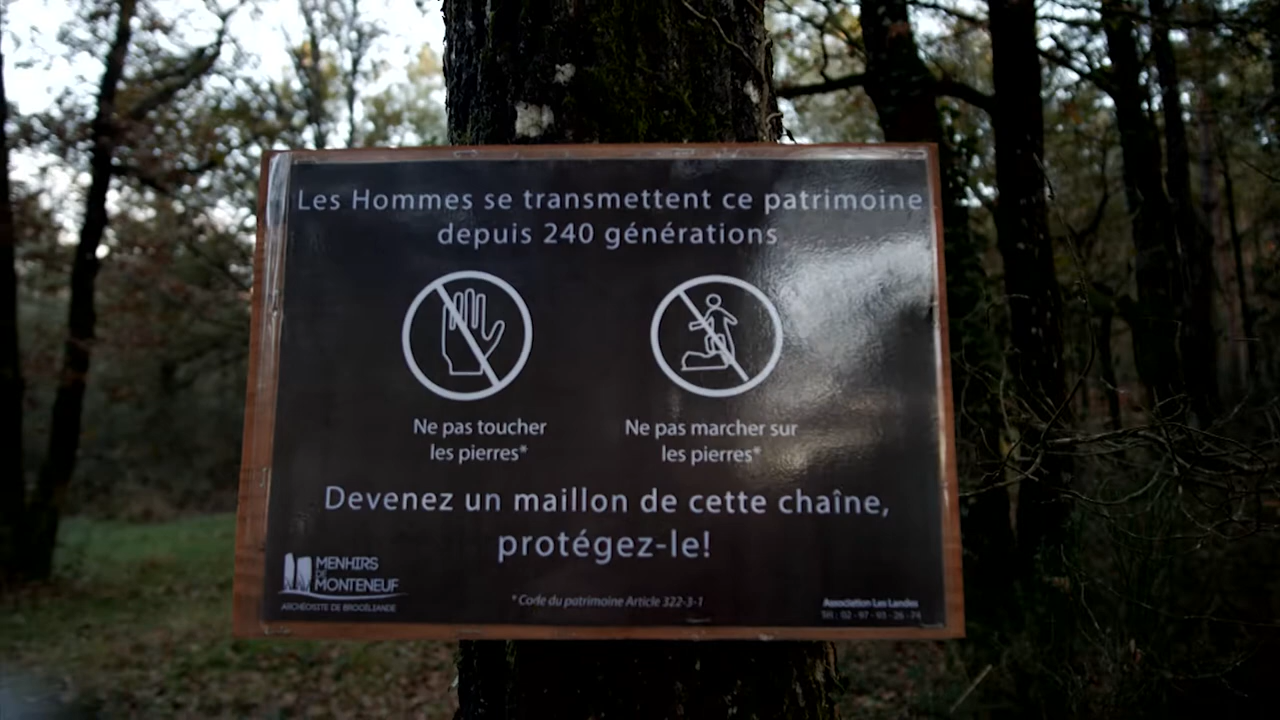 Les Hommes se transmettent ce patrimoine
depuis 240 générations
Ne pas toucher
les pierres*
Ne pas marcher sur
les pierres*
Devenez un maillon de cette chaîne,
protégez-le!
MENHIRS
DE
MONTENEUF
ARCHÉOSITE DE BROCÉLIANDE
* Code du patrimoine Article 322-3-1
Association Les Landes